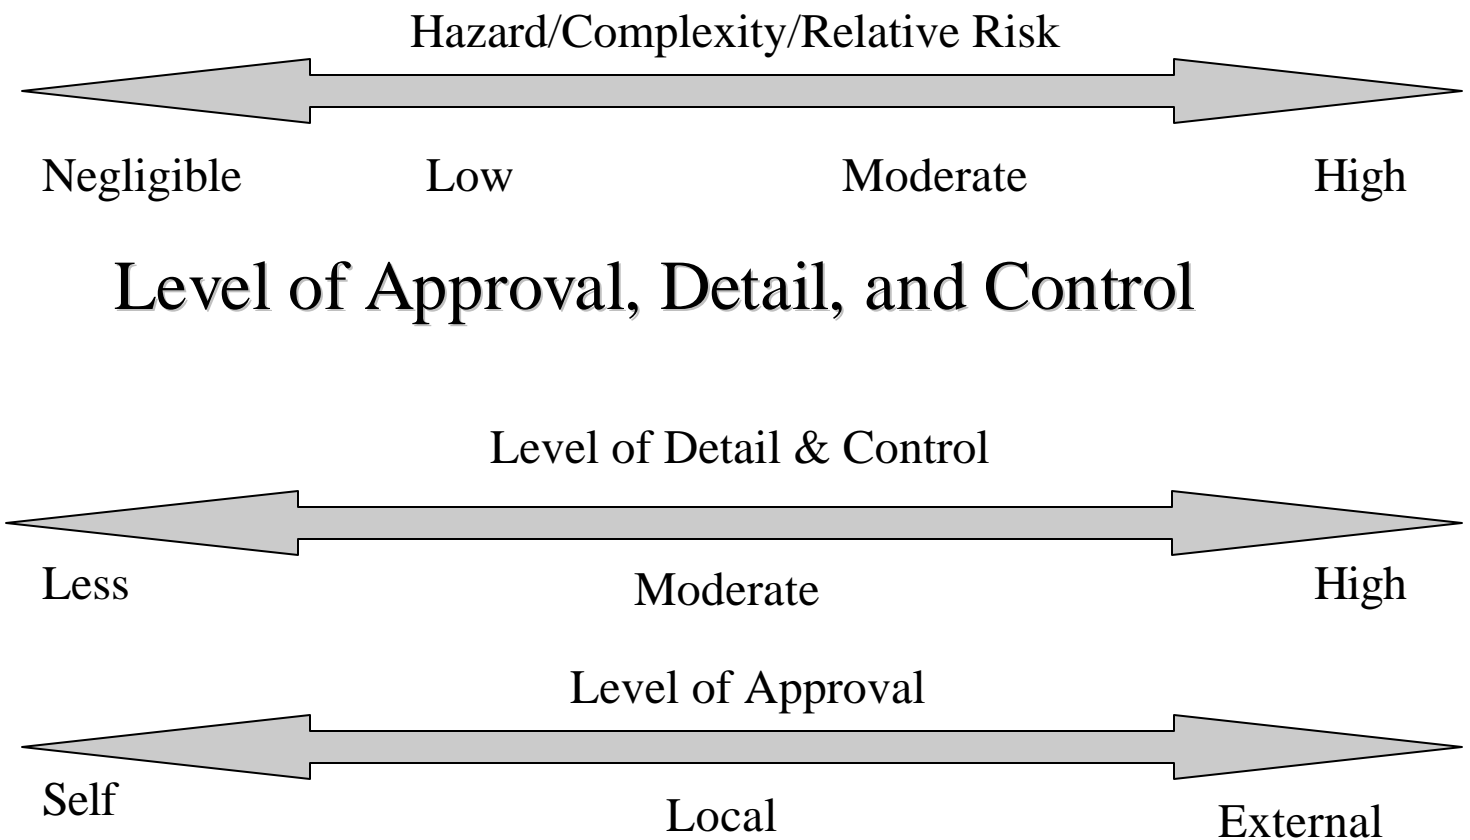 Hazard/Complexity/Relative Risk
Negligible Low Moderate High
Level of Approval, Detail, and Control
Level of Detail & Control
Less Moderate High
Level of Approval
Self Local External